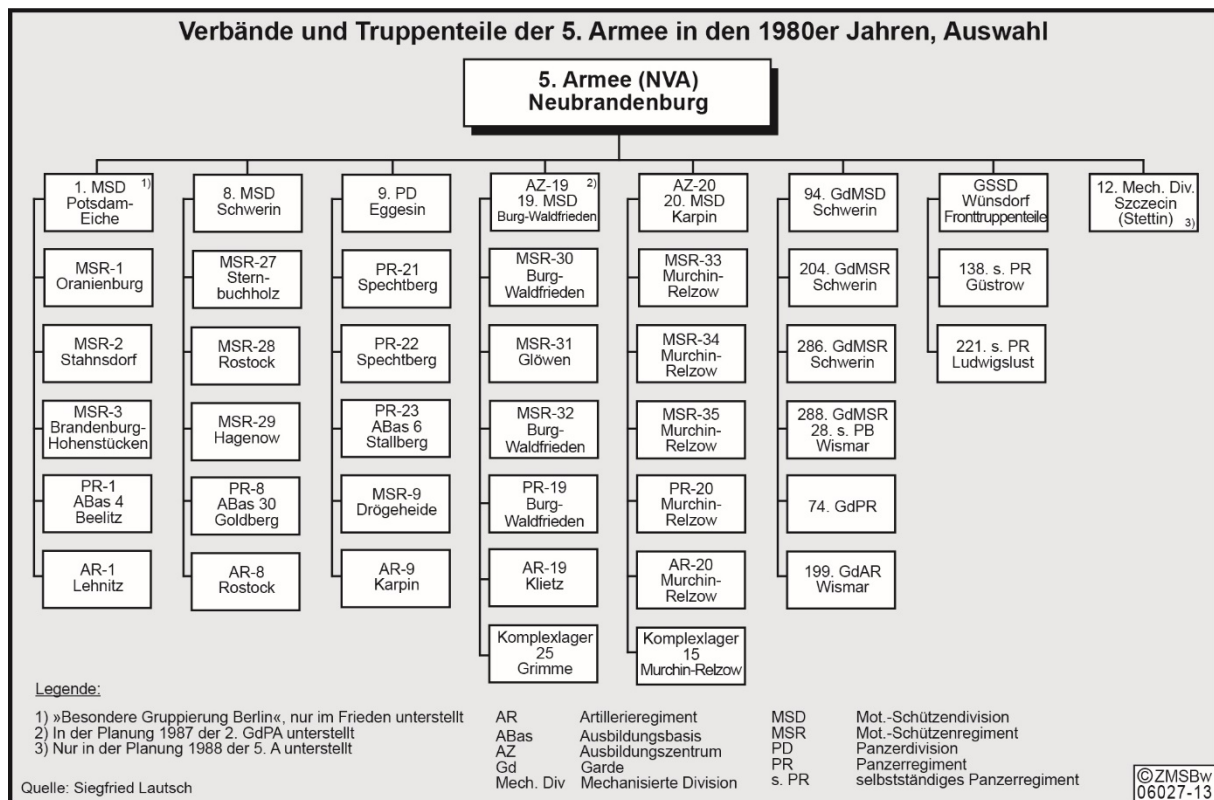 Verbände und Truppenteile der 5. Armee in den 1980er Jahren, Auswahl
5. Armee (NVA)
Neubrandenburg
1. MSD 1)
Potsdam-
Eiche
MSR-1
Oranienburg
MSR-2
Stahnsdorf
MSR-3
Brandenburg-
Hohenstücken
PR-1
ABas 4
Beelitz
AR-1
Lehnitz
8. MSD
Schwerin
MSR-27
Stern-
buchholz
MSR-28
Rostock
MSR-29
Hagenow
PR-8
ABas 30
Goldberg
AR-8
Rostock
9. PD
Eggesin
PR-21
Spechtberg
PR-22
Spechtberg
PR-23
ABas 6
Stallberg
MSR-9
Drögeheide
AR-9
Karpin
AZ-19 2)
19. MSD
Burg-Waldfrieden
MSR-30
Burg-
Waldfrieden
MSR-31
Glöwen
MSR-32
Burg-
Waldfrieden
PR-19
Burg-
Waldfrieden
AR-19
Klietz
Komplexlager
25
Grimme
AZ-20
20. MSD
Karpin
MSR-33
Murchin-
Relzow
MSR-34
Murchin-
Relzow
MSR-35
Murchin-
Relzow
PR-20
Murchin-
Relzow
AR-20
Murchin-
Relzow
Komplexlager
15
Murchin-Relzow
94. GdMSD
Schwerin
204. GdMSR
Schwerin
286. GdMSR
Schwerin
288. GdMSR
28. s. PB
Wismar
74. GdPR
199. GdAR
Wismar
GSSD
Wünsdorf
Fronttruppenteile
138. s. PR
Güstrow
221. s. PR
Ludwigslust
12. Mech. Div.
Szczecin
(Stettin) 3)
Legende:
1) »Besondere Gruppierung Berlin«, nur im Frieden unterstellt
2) In der Planung 1987 der 2. GdPA unterstellt
3) Nur in der Planung 1988 der 5. A unterstellt
AR Artillerieregiment
ABas Ausbildungsbasis
AZ Ausbildungszentrum
Gd Garde
Mech. Div Mechanisierte Division
MSD Mot.-Schützendivision
MSR Mot.-Schützenregiment
PD Panzerdivision
PR Panzerregiment
s. PR selbstständiges Panzerregiment
Quelle: Siegfried Lautsch
©ZMSBw
06027-13